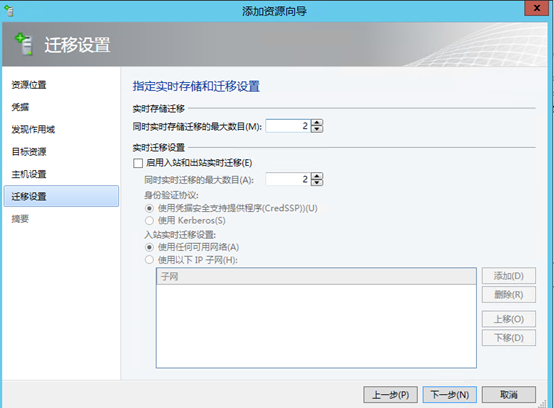 添加资源向导
x
迁移设置
资源位置
凭据
发现作用域
目标资源
主机设置
迁移设置
摘要
指定实时存储和迁移设置
实时存储迁移
同时实时存储迁移的最大数目(M): 2
实时迁移设置
启用入站和出站实时迁移(E)
同时实时迁移的最大数目(A): 2
身份验证协议:
使用凭据安全支持提供程序(CredSSP))(U)
使用 Kerberos(S)
入站实时迁移设置:
使用任何可用网络(A)
使用以下 IP 子网(H):
子网
添加(D)
删除(R)
上移(O)
下移(D)
上一步(P) 下一步(N) 取消